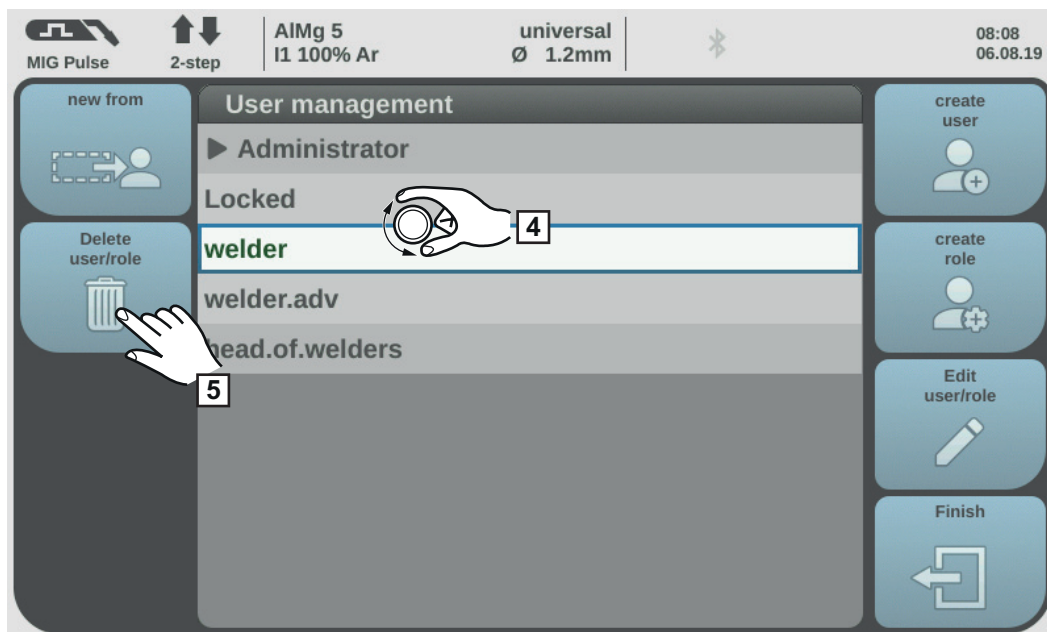 MIG Pulse
2-step
AlMg 5
I1 100% Ar
universal
Ø 1.2mm
08:08
06.08.19
new from
Delete
user/role
User management
Administrator
Locked
4
welder
welder.adv
head.of.welders
5
create
user
create
role
Edit
user/role
Finish